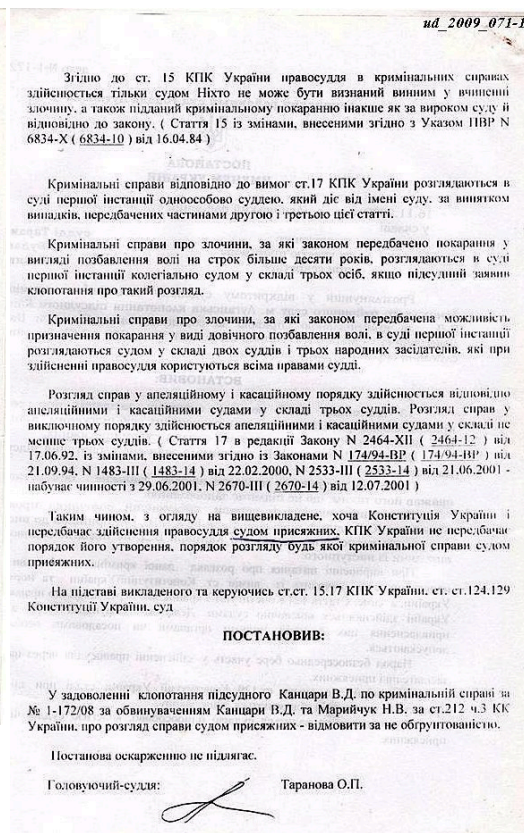 ud_2009_071-1
Згідно до ст. 15 КПК України правосуддя в кримінальних справах
здійснюється тільки судом Ніхто не може бути визнаний винним у вчиненні
злочину, а також підданий кримінальному покаранню інакше як за вироком суду й
відповідно до закону. ( Стаття 15 із змінами, внесеними згідно з Указом ПВР N
6834-X ( 6834-10 ) від 16.04.84 )
Кримінальні справи відповідно до вимог ст.17 КПК України розглядаються в
суді першої інстанції одноособово суддею, який діє від імені суду, за винятком
випадків, передбачених частинами другою і третьою цієї статті.
Кримінальні справи про злочини, за які законом передбачено покарання у
вигляді позбавлення волі на строк більше десяти років, розглядаються в суді
першої інстанції колегіально судом у складі трьох осіб, якщо підсудний заявив
клопотання про такий розгляд.
Кримінальні справи про злочини, за які законом передбачена можливість
призначення покарання у виді довічного позбавлення волі, в суді першої інстанції
розглядаються судом у складі двох суддів і трьох народних засідателів, які при
здійсненні правосуддя користуються всіма правами судді.
Розгляд справ у апеляційному і касаційному порядку здійснюється відповідно
апеляційними і касаційними судами у складі трьох суддів. Розгляд справ у
виключному порядку здійснюється апеляційними і касаційними судами у складі не
менше трьох суддів. ( Стаття 17 в редакції Закону N 2464-XII ( 2464-12 ) від
17.06.92, із змінами, внесеними згідно із Законами N 174/94-ВР ( 174/94-ВР ) від
21.09.94, N 1483-III ( 1483-14 ) від 22.02.2000, N 2533-III ( 2533-14 ) від 21.06.2001 -
набуває чинності з 29.06.2001, N 2670-III ( 2670-14 ) від 12.07.2001 )
Таким чином, з огляду на вищевикладене, хоча Конституція України і
передбачає здійснення правосуддя судом присяжних, КПК України не передбачає
порядок його утворення, порядок розгляду будь якої кримінальної справи судом
присяжних.
На підставі викладеного та керуючись ст.ст. 15,17 КПК України, ст. ст.124,129
Конституції України, суд
ПОСТАНОВИВ:
У задоволенні клопотання підсудного Канцари В.Д. по кримінальній справі за
№ 1-172/08 за обвинуваченням Канцари В.Д. та Марийчук Н.В. за ст.212 ч.3 КК
України, про розгляд справи судом присяжних - відмовити за не обгрунтованістю.
Постанова оскарженню не підлягає.
Головуючий-суддя: Таранова О.П.